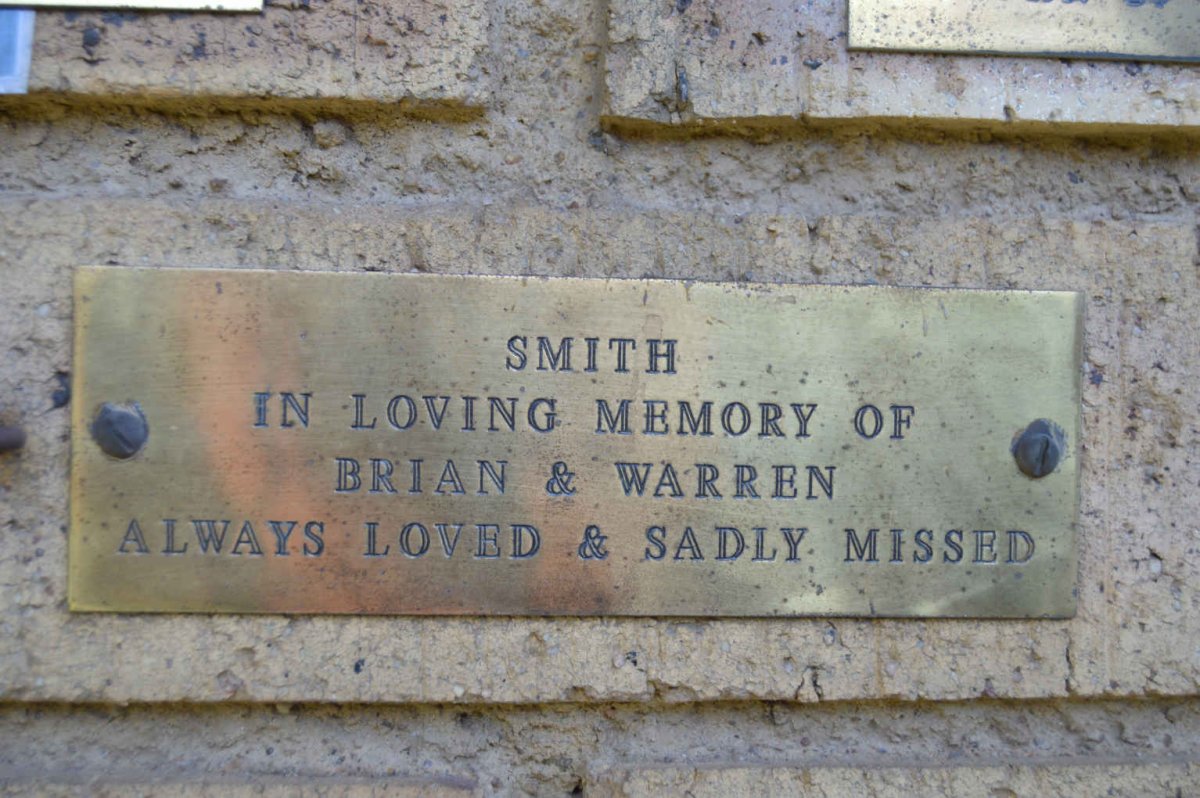 SMITH
IN LOVING MEMORY OF
BRIAN & WARREN
ALWAYS LOVED & SADLY MISSED